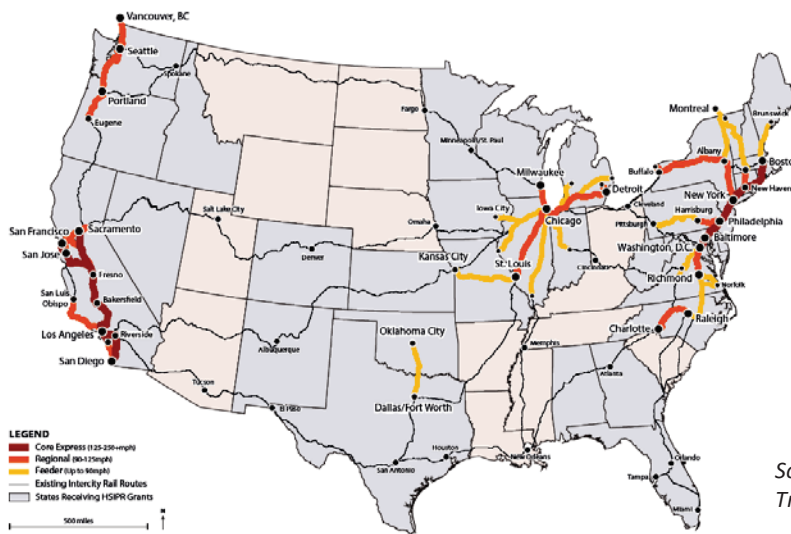 Vancouver, BC
Seattle
Spokane
Portland
Eugene
Fargo
Minneapolis/St. Paul
Milwaukee
Detroit
Chicago
Iowa City
Omaha
Salt Lake City
Denver
Kansas City
St. Louis
Cincinnati
Cleveland
Pittsburgh
Harrisburg
Buffalo
Albany
Montreal
Brunswick
Bosto
New Haven
New York
Philadelphia
Baltimore
Washington, D.C.
Richmond
Norfolk
Raleigh
Charlotte
San Francisco
Sacramento
San Jose
Fresno
San Luis
Obispo
Bakersfield
Los Angeles
Riverside
San Diego
Tucson
Albuquerque
El Paso
Oklahoma City
Dallas/Fort Worth
Memphis
Atlanta
Houston
San Antonio
New Orleans
Orlando
Tampa
Miami
LEGEND
Core Express (125-250+mph)
Regional (90-125mph)
Feeder (Up to 90mph)
Existing Intercity Rail Routes
States Receiving HSIPR Grants
500 miles
N
So
Tr